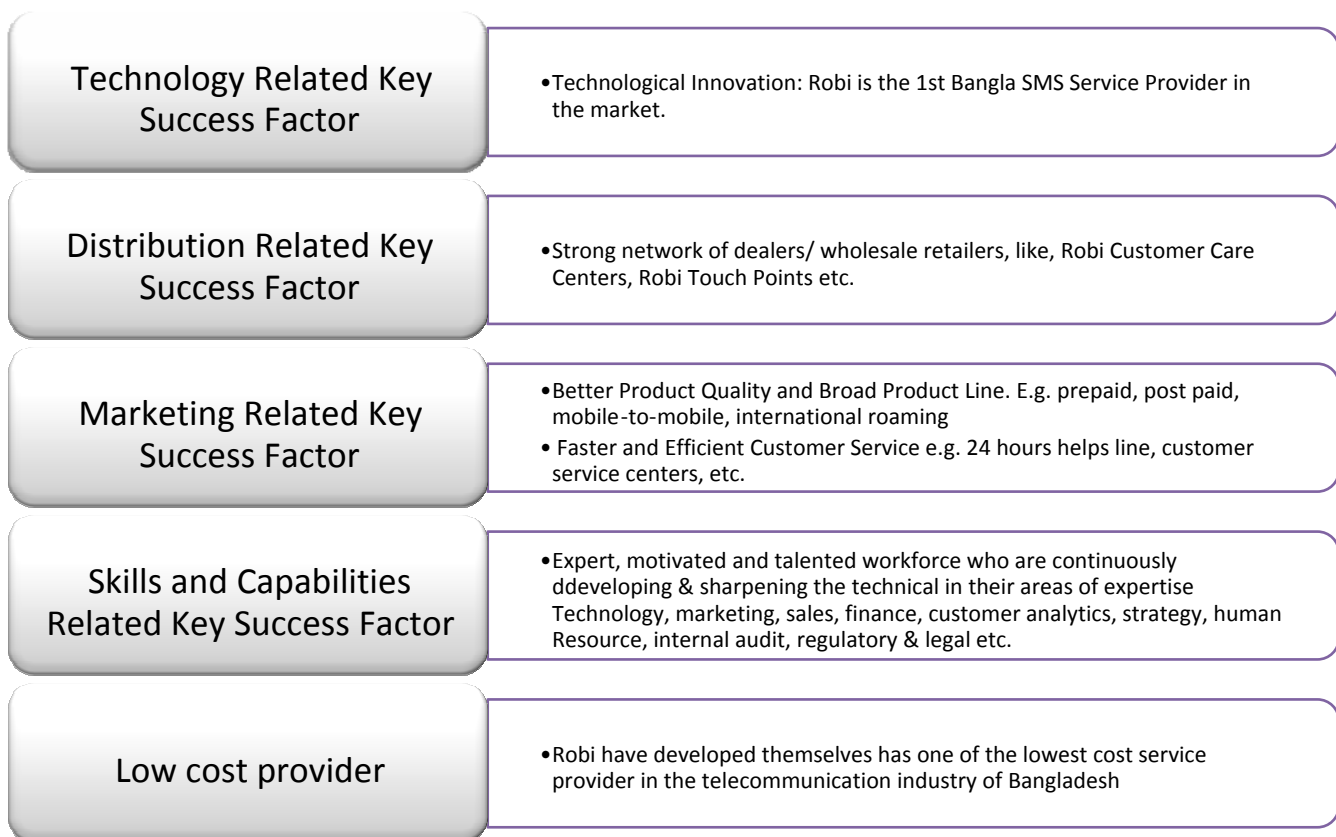 Technology Related Key
Success Factor
•Technological Innovation: Robi is the 1st Bangla SMS Service Provider in
the market.
Distribution Related Key
Success Factor
•Strong network of dealers/ wholesale retailers, like, Robi Customer Care
Centers, Robi Touch Points etc.
Marketing Related Key
Success Factor
•Better Product Quality and Broad Product Line. E.g. prepaid, post paid,
mobile-to-mobile, international roaming
• Faster and Efficient Customer Service e.g. 24 hours helps line, customer
service centers, etc.
Skills and Capabilities
Related Key Success Factor
•Expert, motivated and talented workforce who are continuously
ddeveloping & sharpening the technical in their areas of expertise
Technology, marketing, sales, finance, customer analytics, strategy, human
Resource, internal audit, regulatory & legal etc.
Low cost provider
•Robi have developed themselves has one of the lowest cost service
provider in the telecommunication industry of Bangladesh